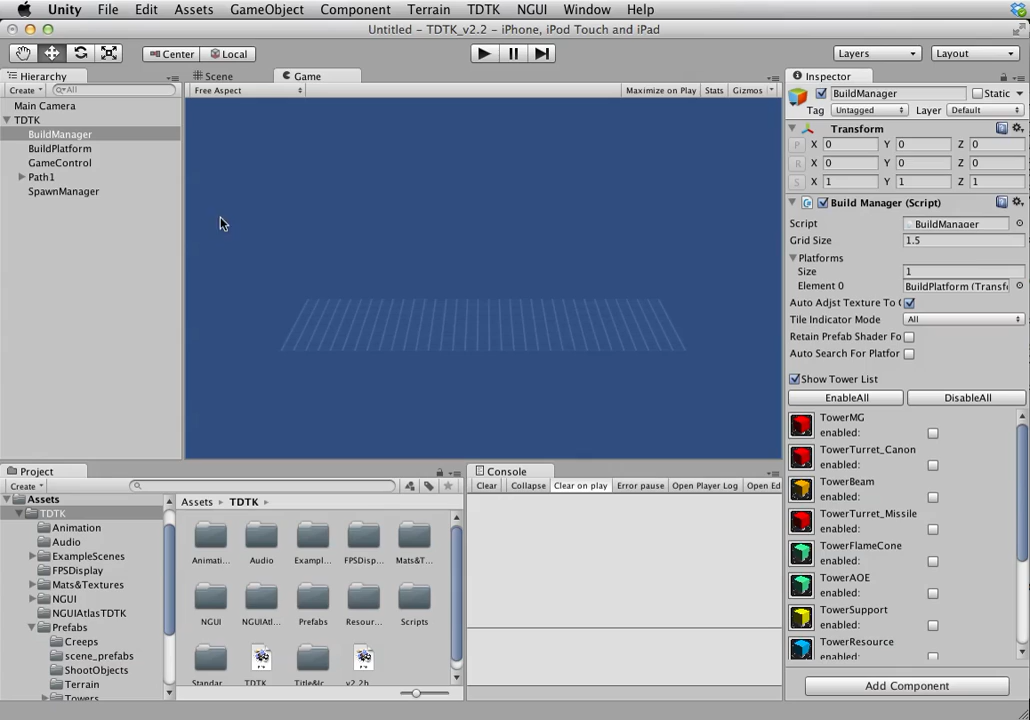 Unity File Edit Assets GameObject Component Terrain TDTK NGUI Window Help
Untitled - TDTK_v2.2 - iPhone, iPod Touch and iPad
Center Local Layers Layout
Hierarchy Scene Game Inspector
Create All Free Aspect Maximize on Play Stats Gizmos BuildManager Static
Main Camera Tag Untagged Layer Default
TDTK
BuildManager
BuildPlatform
GameControl
Path1
SpawnManager
Transform
P X 0 Y 0 Z 0
R X 0 Y 0 Z 0
S X 1 Y 1 Z 1
Build Manager (Script)
Script BuildManager
Grid Size 1.5
Platforms
Size 1
Element 0 BuildPlatform (Transf
Auto Adjst Texture To
Tile Indicator Mode All
Retain Prefab Shader Fo
Auto Search For Platfor
Show Tower List
EnableAll DisableAll
TowerMG
enabled:
TowerTurret_Canon
enabled:
TowerBeam
enabled:
TowerTurret_Missile
enabled:
TowerFlameCone
enabled:
TowerAOE
enabled:
TowerSupport
enabled:
TowerResource
enabled:
Add Component
Project
Create
Assets
TDTK
Animation
Audio
ExampleScenes
FPSDisplay
Mats&Textures
NGUI
NGUIAtlasTDTK
Prefabs
Creeps
scene_prefabs
ShootObjects
Terrain
Towers
Assets TDTK
Animati... Audio Exampl... FPSDisp... Mats&T...
NGUI NGUIAtl... Prefabs Resour... Scripts
Standar TDTK Title&Ic v2.2b
Console
Clear Collapse Clear on play Error pause Open Player Log Open Ed